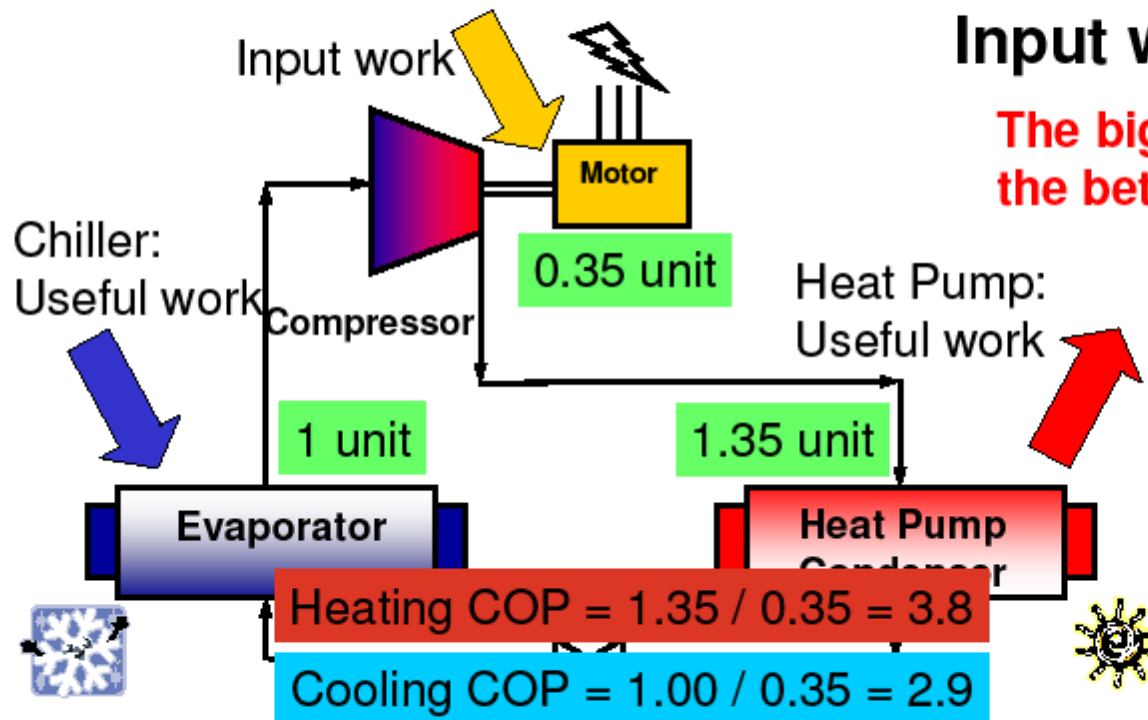 Input work
Input
The
the
Motor
Chiller:
Useful work
0.35 unit
Heat Pump:
Useful work
Compressor
1 unit
1.35 unit
Evaporator
Heat Pump
Condenser
Heating COP = 1.35 / 0.35 = 3.8
Cooling COP = 1.00 / 0.35 = 2.9